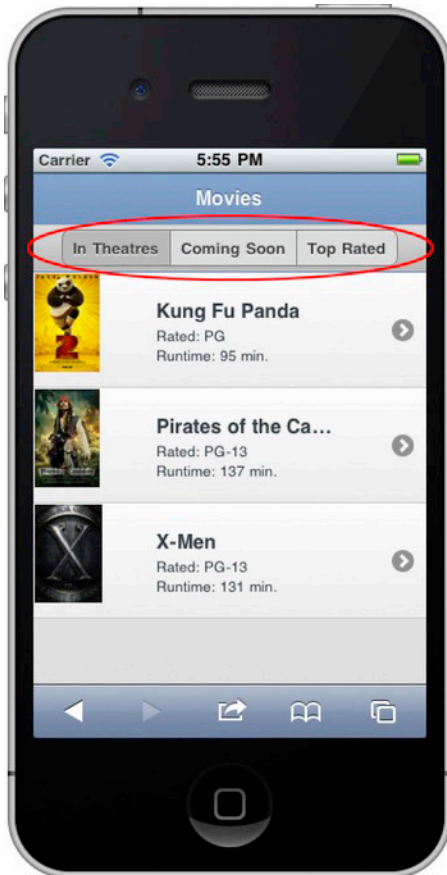 Carrier 5:55 PM
Movies
In Theatres Coming Soon Top Rated
Kung Fu Panda
Rated: PG
Runtime: 95 min.
2
Pirates of the Ca...
Rated: PG-13
Runtime: 137 min.
X-Men
Rated: PG-13
Runtime: 131 min.
X